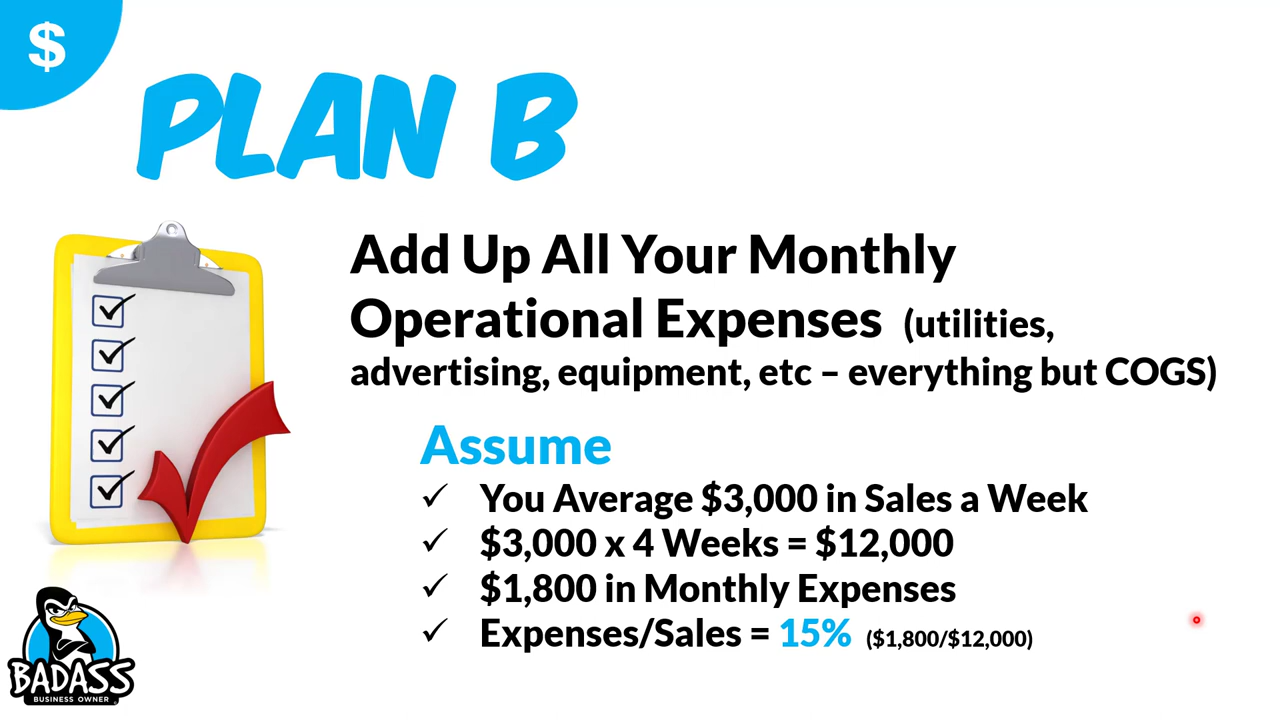 $
PLAN B
Add Up All Your Monthly
Operational Expenses (utilities,
advertising, equipment, etc – everything but COGS)
Assume
✓ You Average $3,000 in Sales a Week
✓ $3,000 x 4 Weeks = $12,000
✓ $1,800 in Monthly Expenses
✓ Expenses/Sales = 15% ($1,800/$12,000)
BADASS
BUSINESS OWNER